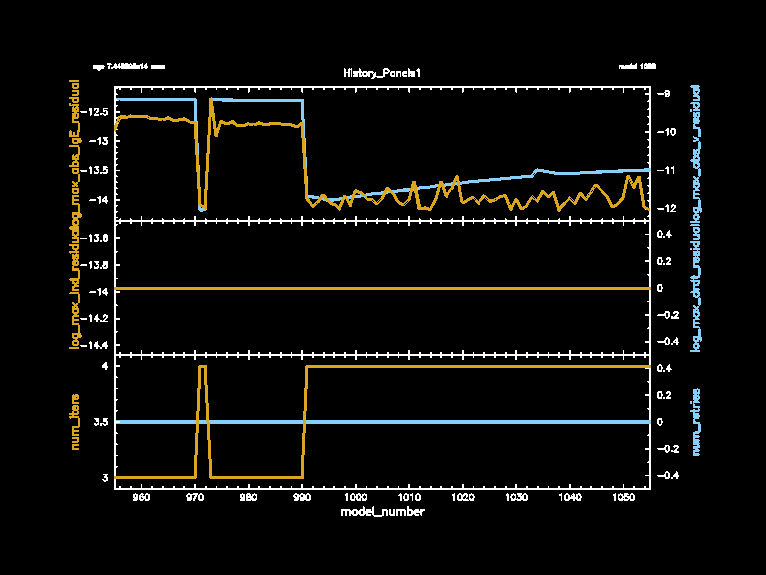 History_Panels1
log_max_abs_lgE_residual
-12.5
-13
-13.5
-14
-9
-10
-11
-12
log_max_abs_v_residual
log_max_lnd_residual
-13.6
-13.8
-14
-14.2
-14.4
0.4
0.2
0
-0.2
-0.4
log_max_drdt_residual
num_iters
4
3.5
3
0.4
0.2
0
-0.2
-0.4
num_retries
960 970 980 990 1000 1010 1020 1030 1040 1050
model_number